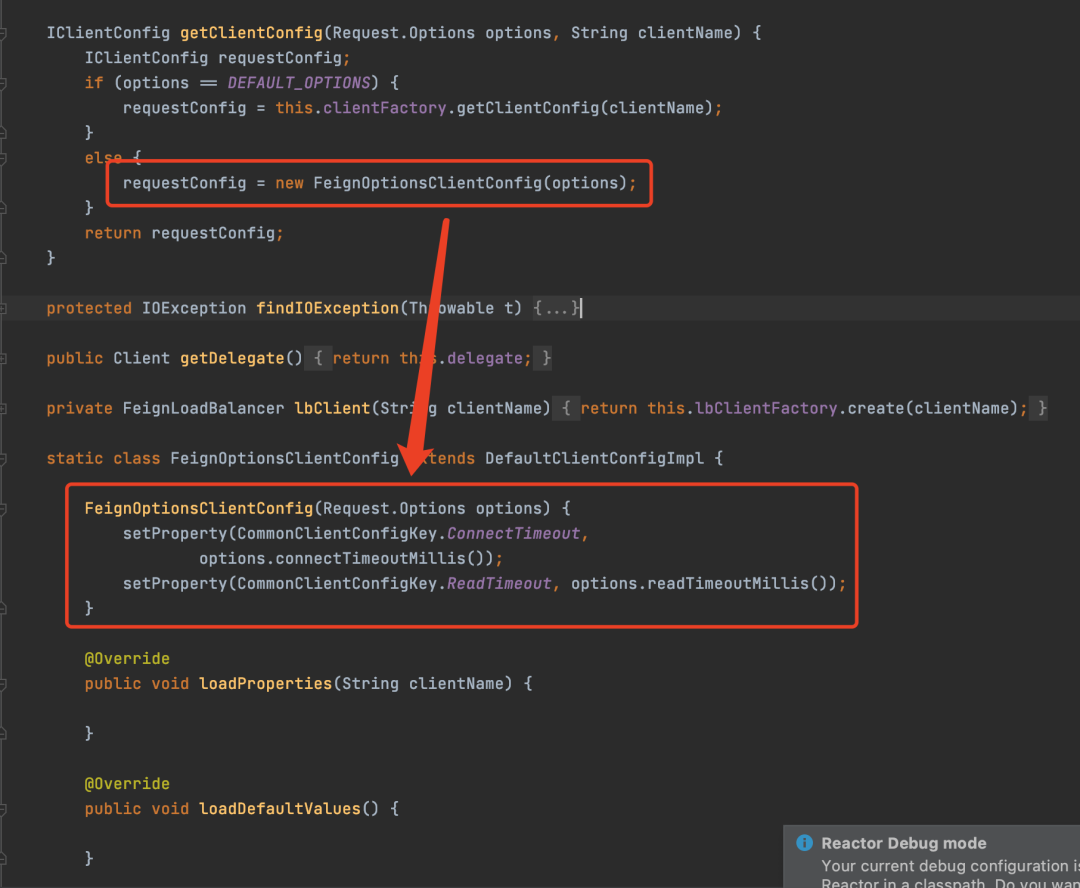 IClientConfig getClientConfig(Request.Options options, String clientName) {
IClientConfig requestConfig;
if (options == DEFAULT_OPTIONS) {
requestConfig = this.clientFactory.getClientConfig(clientName);
}
else {
requestConfig = new FeignOptionsClientConfig(options);
}
return requestConfig;
}
protected IOException findIOException(Throwable t) {...}
public Client getDelegate() { return this.delegate; }
private FeignLoadBalancer lbClient(String clientName) { return this.lbClientFactory.create(clientName); }
static class FeignOptionsClientConfig extends DefaultClientConfigImpl {
FeignOptionsClientConfig(Request.Options options) {
setProperty(CommonClientConfigKey.ConnectTimeout,
options.connectTimeoutMillis());
setProperty(CommonClientConfigKey.ReadTimeout, options.readTimeoutMillis());
}
@Override
public void loadProperties(String clientName) {
}
@Override
public void loadDefaultValues() {
}
Reactor Debug mode
Your current debug configuration is
Reactor in a classpath. Do you want